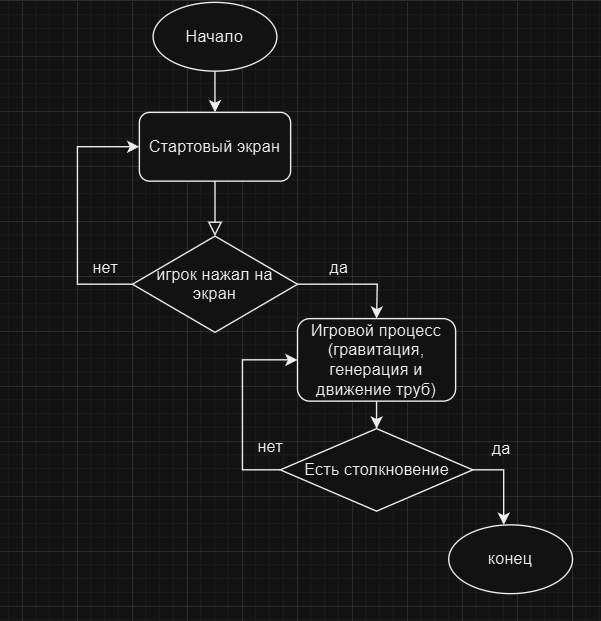 Начало
Стартовый экран
нет
игрок нажал на
экран
да
Игровой процесс
(гравитация,
генерация и
движение труб)
нет
Есть столкновение
да
конец